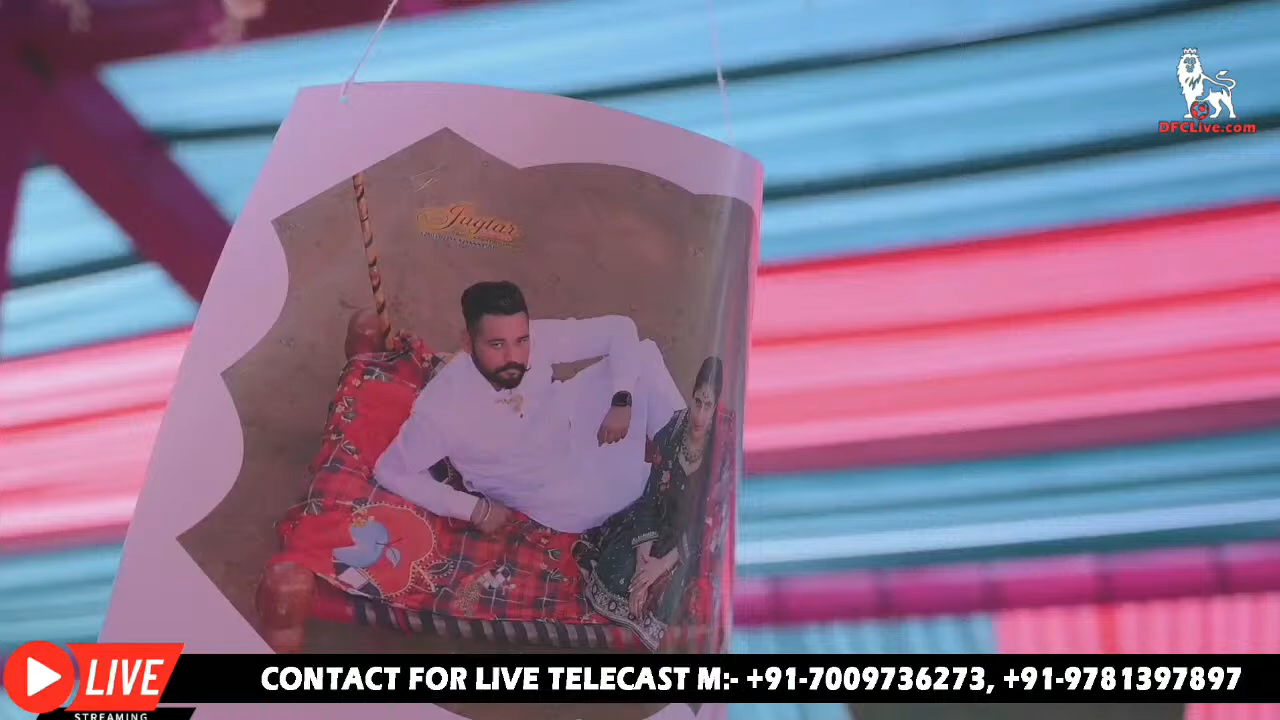 DFCLive.com
Jagtar
LIVE
STREAMING
CONTACT FOR LIVE TELECAST M:- +91-7009736273, +91-9781397897